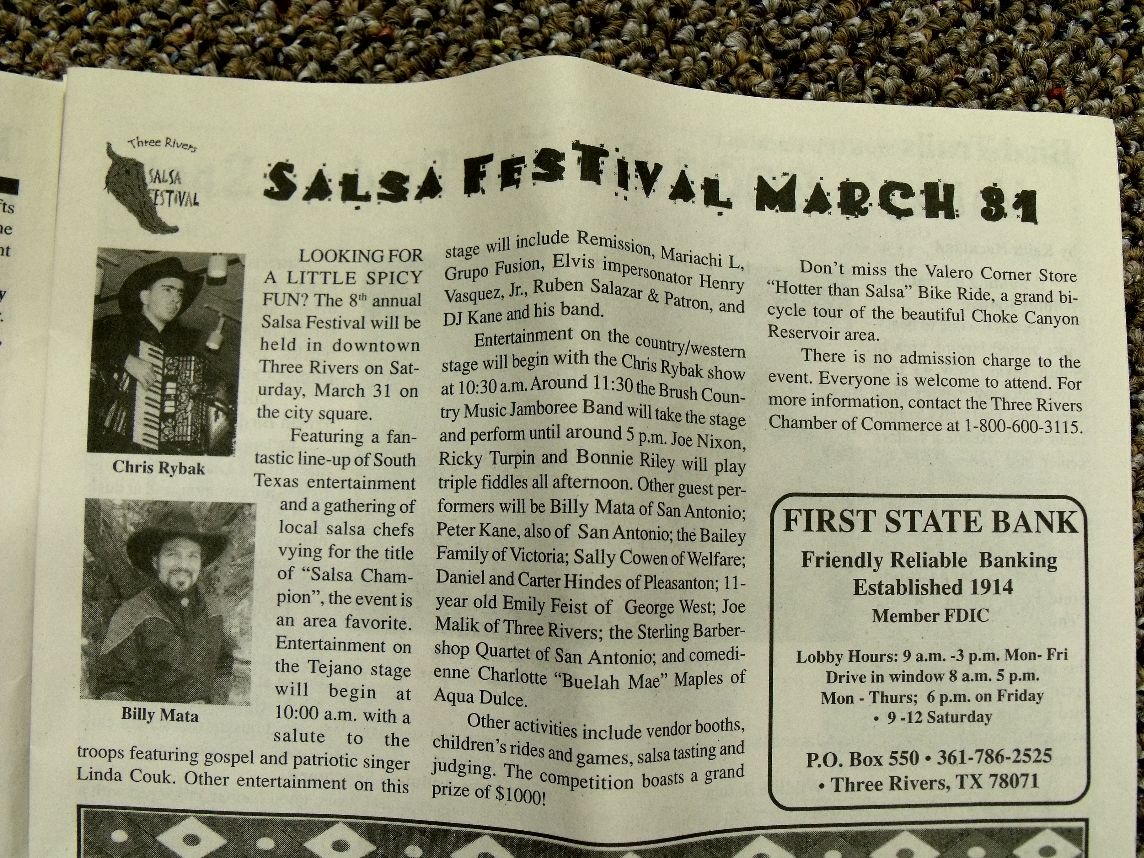 fts
ne
nt
y
Three Rivers
SALSA
FESTIVAL
SALSA FESTIVAL MARCH 31
Chris Rybak
Billy Mata
LOOKING FOR
A LITTLE SPICY
FUN? The 8th annual
Salsa Festival will be
held in downtown
Three Rivers on Sat-
urday, March 31 on
the city square.
Featuring a fan-
tastic line-up of South
Texas entertainment
and a gathering of
local salsa chefs
vying for the title
of “Salsa Cham-
pion”, the event is
an area favorite.
Entertainment on
the Tejano stage
will begin at
10:00 a.m. with a
salute to the
troops featuring gospel and patriotic singer
Linda Couk. Other entertainment on this
stage will include Remission, Mariachi L,
Grupo Fusion, Elvis impersonator Henry
Vasquez, Jr., Ruben Salazar & Patron, and
DJ Kane and his band.
Entertainment on the country/western
stage will begin with the Chris Rybak show
at 10:30 a.m. Around 11:30 the Brush Coun-
try Music Jamboree Band will take the stage
and perform until around 5 p.m. Joe Nixon,
Ricky Turpin and Bonnie Riley will play
triple fiddles all afternoon. Other guest per-
formers will be Billy Mata of San Antonio;
Peter Kane, also of San Antonio; the Bailey
Family of Victoria; Sally Cowen of Welfare;
Daniel and Carter Hindes of Pleasanton; 11-
year old Emily Feist of George West; Joe
Malik of Three Rivers; the Sterling Barber-
shop Quartet of San Antonio; and comedi-
enne Charlotte “Buelah Mae” Maples of
Aqua Dulce.
Other activities include vendor booths,
children's rides and games, salsa tasting and
judging. The competition boasts a grand
prize of $1000!
Don't miss the Valero Corner Store
“Hotter than Salsa” Bike Ride, a grand bi-
cycle tour of the beautiful Choke Canyon
Reservoir area.
There is no admission charge to the
event. Everyone is welcome to attend. For
more information, contact the Three Rivers
Chamber of Commerce at 1-800-600-3115.
FIRST STATE BANK
Friendly Reliable Banking
Established 1914
Member FDIC
Lobby Hours: 9 a.m. -3 p.m. Mon- Fri
Drive in window 8 a.m. 5 p.m.
Mon - Thurs; 6 p.m. on Friday
• 9 -12 Saturday
P.O. Box 550 • 361-786-2525
• Three Rivers, TX 78071